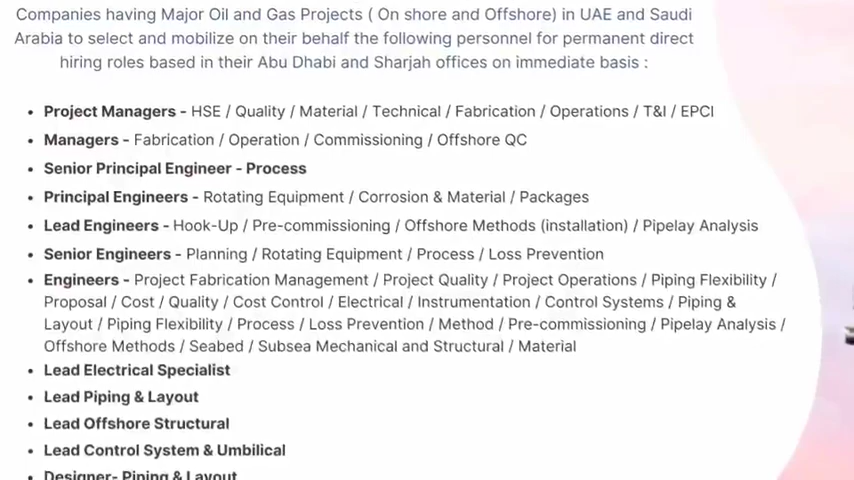 Companies having Major Oil and Gas Projects ( On shore and Offshore) in UAE and Saudi
Arabia to select and mobilize on their behalf the following personnel for permanent direct
hiring roles based in their Abu Dhabi and Sharjah offices on immediate basis :
• Project Managers - HSE / Quality / Material / Technical / Fabrication / Operations / T&I / EPCI
• Managers - Fabrication / Operation / Commissioning / Offshore QC
• Senior Principal Engineer - Process
• Principal Engineers - Rotating Equipment / Corrosion & Material / Packages
• Lead Engineers - Hook-Up / Pre-commissioning / Offshore Methods (installation) / Pipelay Analysis
• Senior Engineers - Planning / Rotating Equipment / Process / Loss Prevention
• Engineers - Project Fabrication Management / Project Quality / Project Operations / Piping Flexibility /
Proposal / Cost / Quality / Cost Control / Electrical / Instrumentation / Control Systems / Piping &
Layout / Piping Flexibility / Process / Loss Prevention / Method / Pre-commissioning / Pipelay Analysis /
Offshore Methods / Seabed / Subsea Mechanical and Structural / Material
• Lead Electrical Specialist
• Lead Piping & Layout
• Lead Offshore Structural
• Lead Control System & Umbilical
• Designer- Piping & Layout